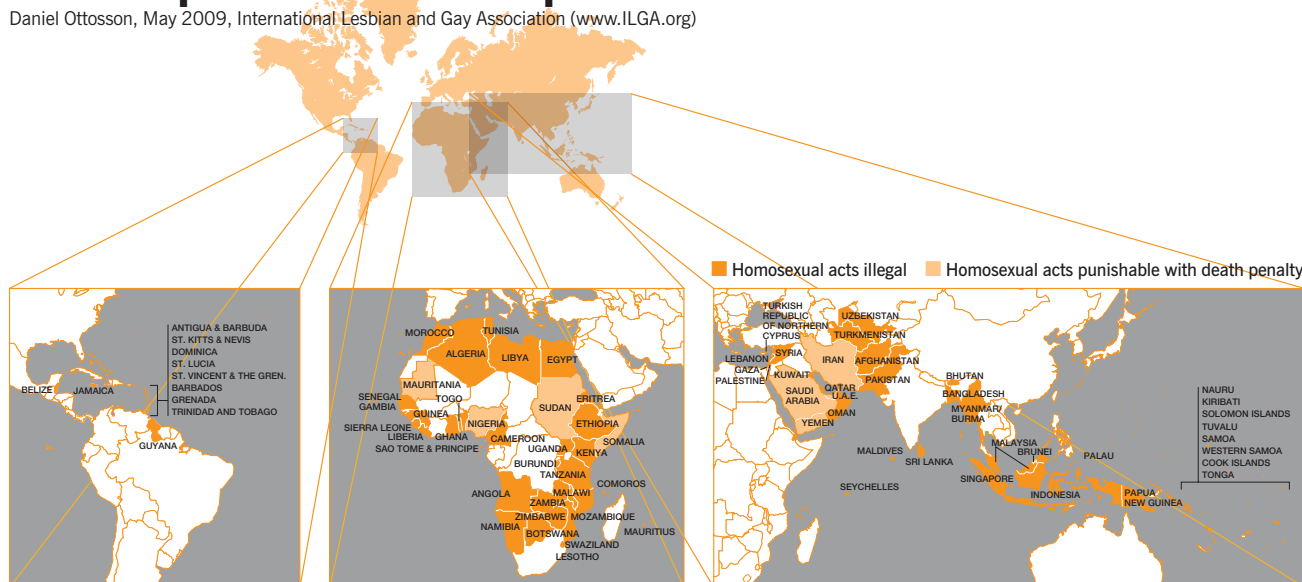 Daniel Ottosson, May 2009, International Lesbian and Gay Association (www.ILGA.org)
Homosexual acts illegal
Homosexual acts punishable with death penalty
ANTIGUA & BARBUDA
ST. KITTS & NEVIS
DOMINICA
ST. LUCIA
ST. VINCENT & THE GREN.
BARBADOS
GRENADA
TRINIDAD AND TOBAGO
BELIZE
JAMAICA
GUYANA
MOROCCO
TUNISIA
ALGERIA
LIBYA
EGYPT
MAURITANIA
SENEGAL
GAMBIA
TOGO
GUINEA
NIGERIA
SUDAN
ERITREA
ETHIOPIA
SIERRA LEONE
LIBERIA
GHANA
CAMEROON
SOMALIA
SAO TOME & PRINCIPE
UGANDA
KENYA
BURUNDI
TANZANIA
COMOROS
ANGOLA
MALAWI
ZAMBIA
ZIMBABWE
MOZAMBIQUE
NAMIBIA
BOTSWANA
MAURITIUS
SWAZILAND
LESOTHO
TURKISH
REPUBLIC
OF NORTHERN
CYPRUS
UZBEKISTAN
TURKMENISTAN
LEBANON
SYRIA
IRAN
AFGHANISTAN
GAZA
PALESTINE
KUWAIT
PAKISTAN
SAUDI
ARABIA
QATAR
U.A.E.
OMAN
YEMEN
BHUTAN
BANGLADESH
MYANMAR/
BURMA
MALDIVES
SRI LANKA
MALAYSIA
BRUNEI
PALAU
SINGAPORE
SEYCHELLES
INDONESIA
PAPUA
NEW GUINEA
NAURU
KIRIBATI
SOLOMON ISLANDS
TUVALU
SAMOA
WESTERN SAMOA
COOK ISLANDS
TONGA